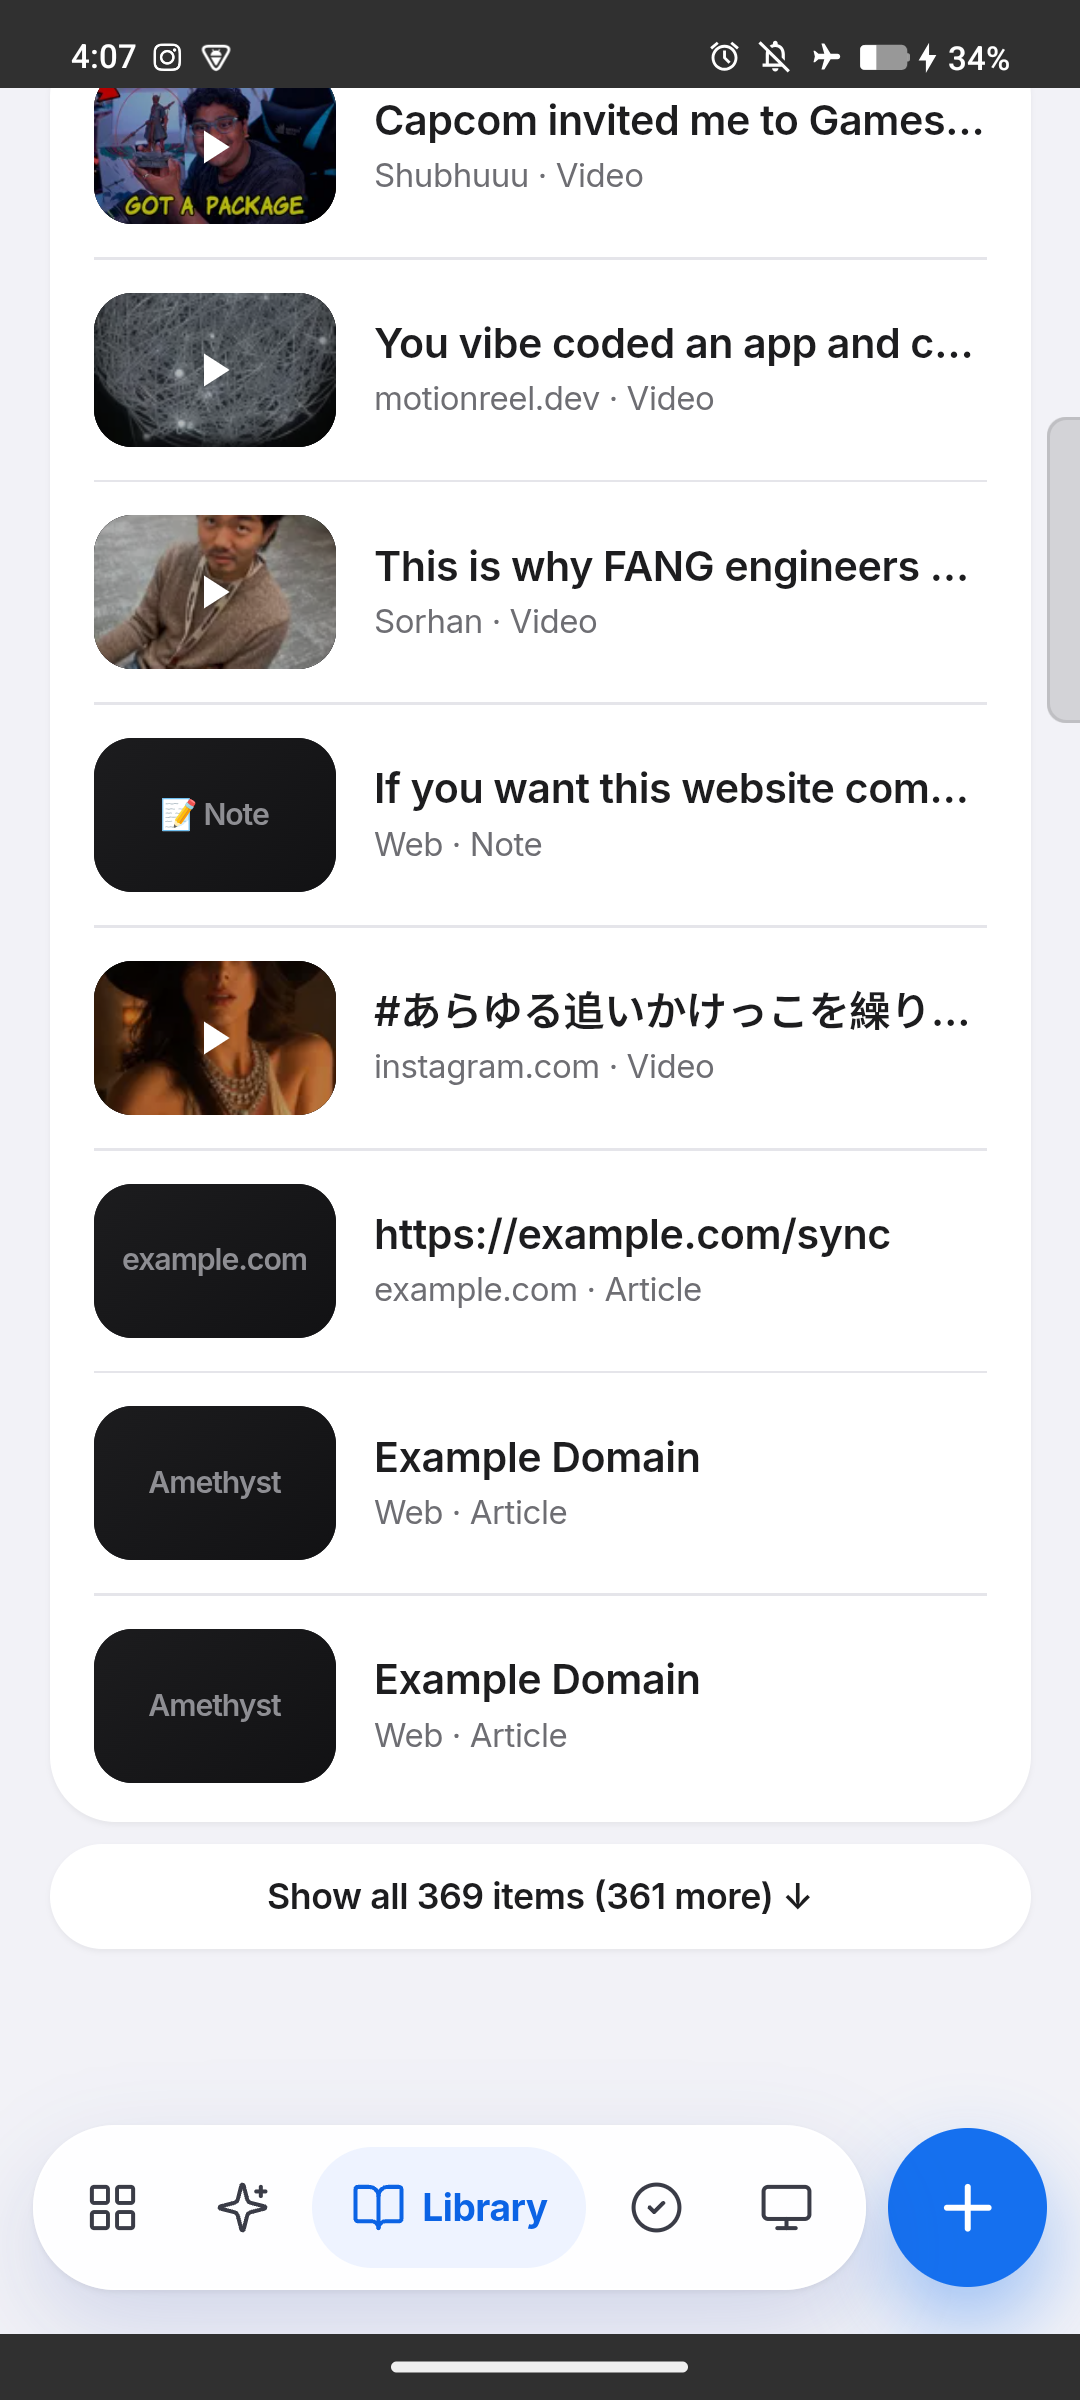 4:07
34%
Capcom invited me to Games...
Shubhuuu · Video
GOT A PACKAGE
You vibe coded an app and c...
motionreel.dev · Video
This is why FANG engineers ...
Sorhan · Video
📝 Note
If you want this website com...
Web · Note
#あらゆる追いかけっこを繰り...
instagram.com · Video
example.com
https://example.com/sync
example.com · Article
Amethyst
Example Domain
Web · Article
Amethyst
Example Domain
Web · Article
Show all 369 items (361 more) ↓
Library